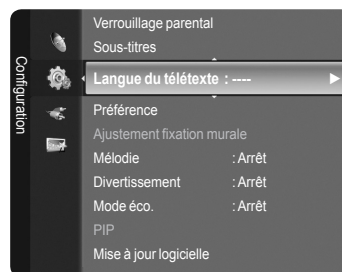 Configuration
Verrouillage parental
Sous-titres
Langue du télétexte : ----
Préférence
Ajustement fixation murale
Mélodie : Arrêt
Divertissement : Arrêt
Mode éco. : Arrêt
PIP
Mise à jour logicielle